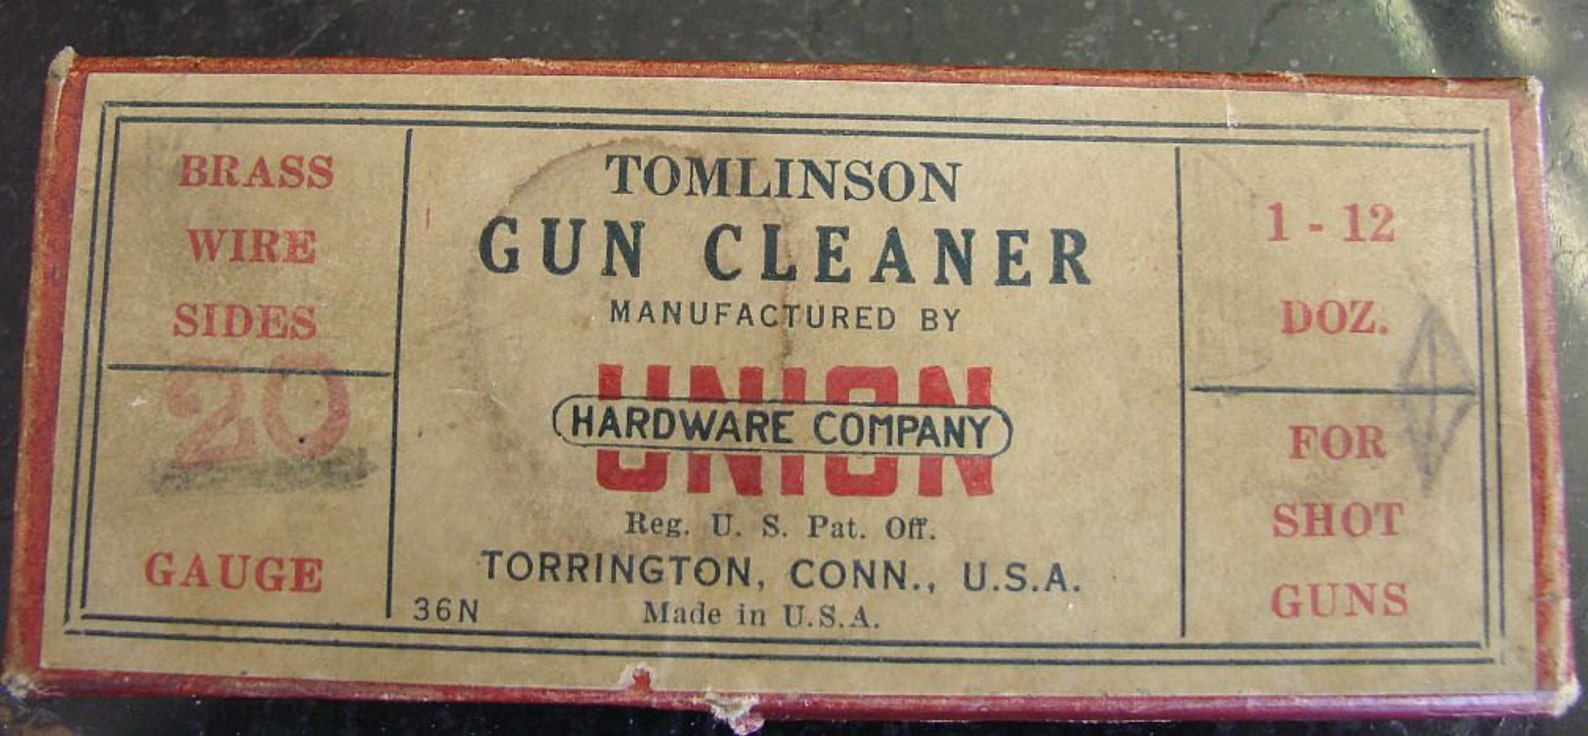 BRASS
WIRE
SIDES
20
GAUGE
TOMLINSON
GUN CLEANER
MANUFACTURED BY
UNION
HARDWARE COMPANY
Reg. U. S. Pat. Off.
TORRINGTON, CONN., U.S.A.
36N
Made in U.S.A.
1 - 12
DOZ.
FOR
SHOT
GUNS